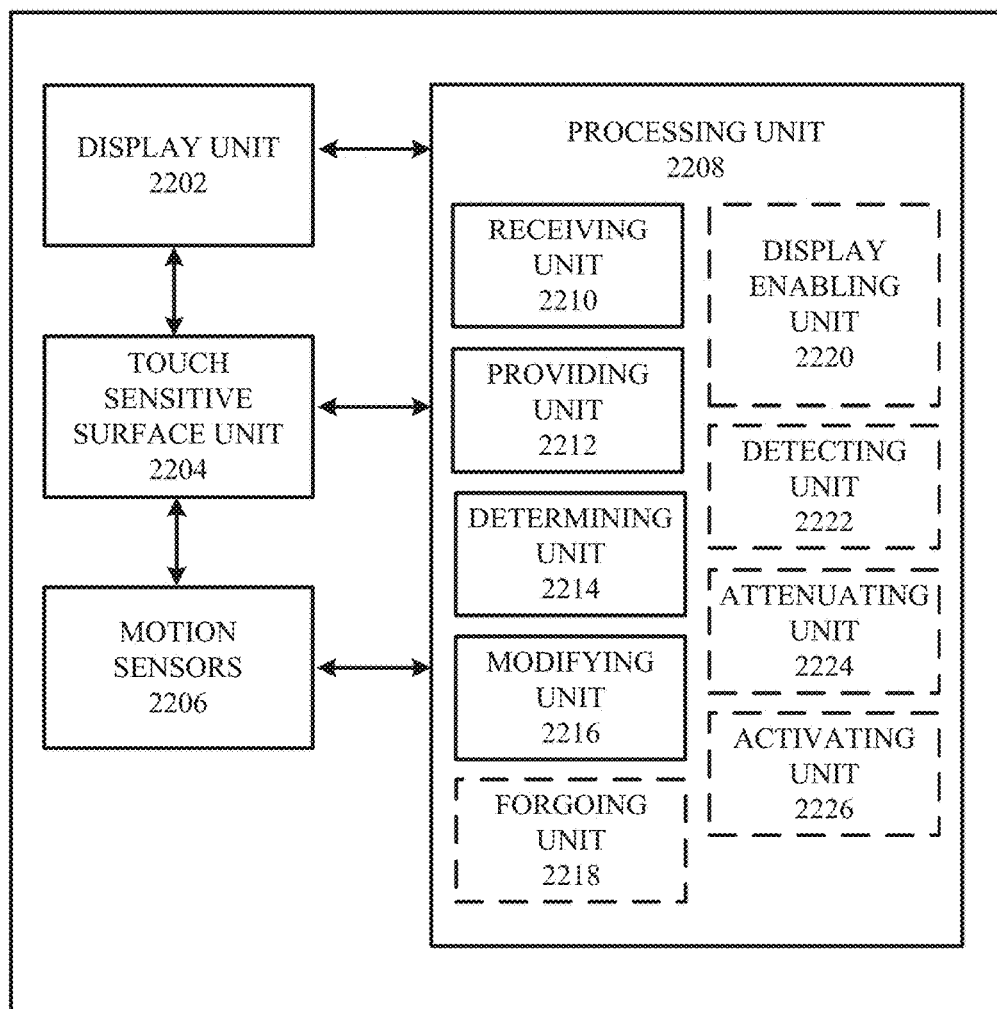 DISPLAY UNIT
2202
TOUCH
SENSITIVE
SURFACE UNIT
2204
MOTION
SENSORS
2206
PROCESSING UNIT
2208
RECEIVING
UNIT
2210
PROVIDING
UNIT
2212
DETERMINING
UNIT
2214
MODIFYING
UNIT
2216
FORGOING
UNIT
2218
DISPLAY
ENABLING
UNIT
2220
DETECTING
UNIT
2222
ATTENUATING
UNIT
2224
ACTIVATING
UNIT
2226